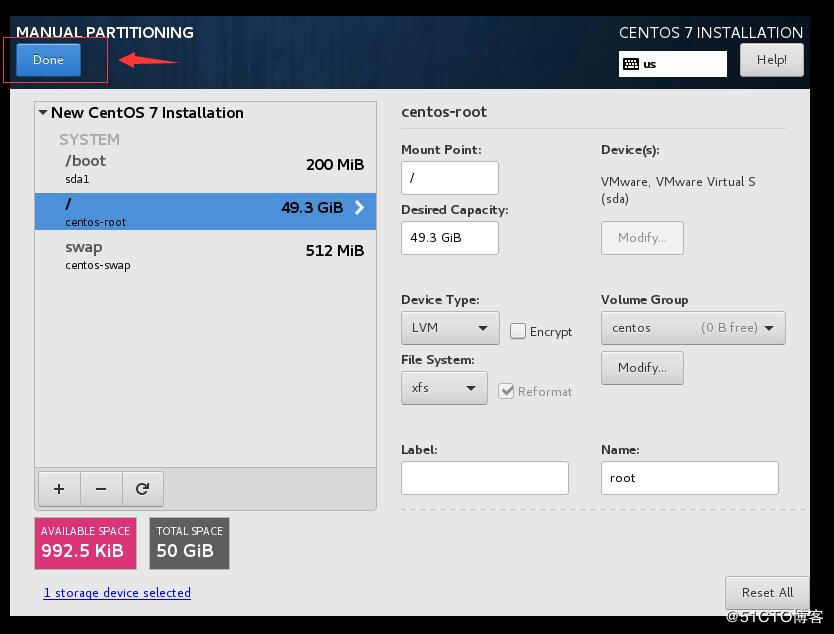 MANUAL PARTITIONING
CENTOS 7 INSTALLATION
Done
us
Help!
New CentOS 7 Installation
SYSTEM
/boot
200 MiB
sda1
/
49.3 GiB
centos-root
swap
512 MiB
centos-swap
+
−
AVAILABLE SPACE
992.5 KiB
TOTAL SPACE
50 GiB
1 storage device selected
centos-root
Mount Point:
/
Desired Capacity:
49.3 GiB
Device(s):
VMware, VMware Virtual S
(sda)
Modify...
Device Type:
LVM
Encrypt
Volume Group
centos (0 B free)
Modify...
File System:
xfs
Reformat
Label:
Name:
root
Reset All
@51CTO博客